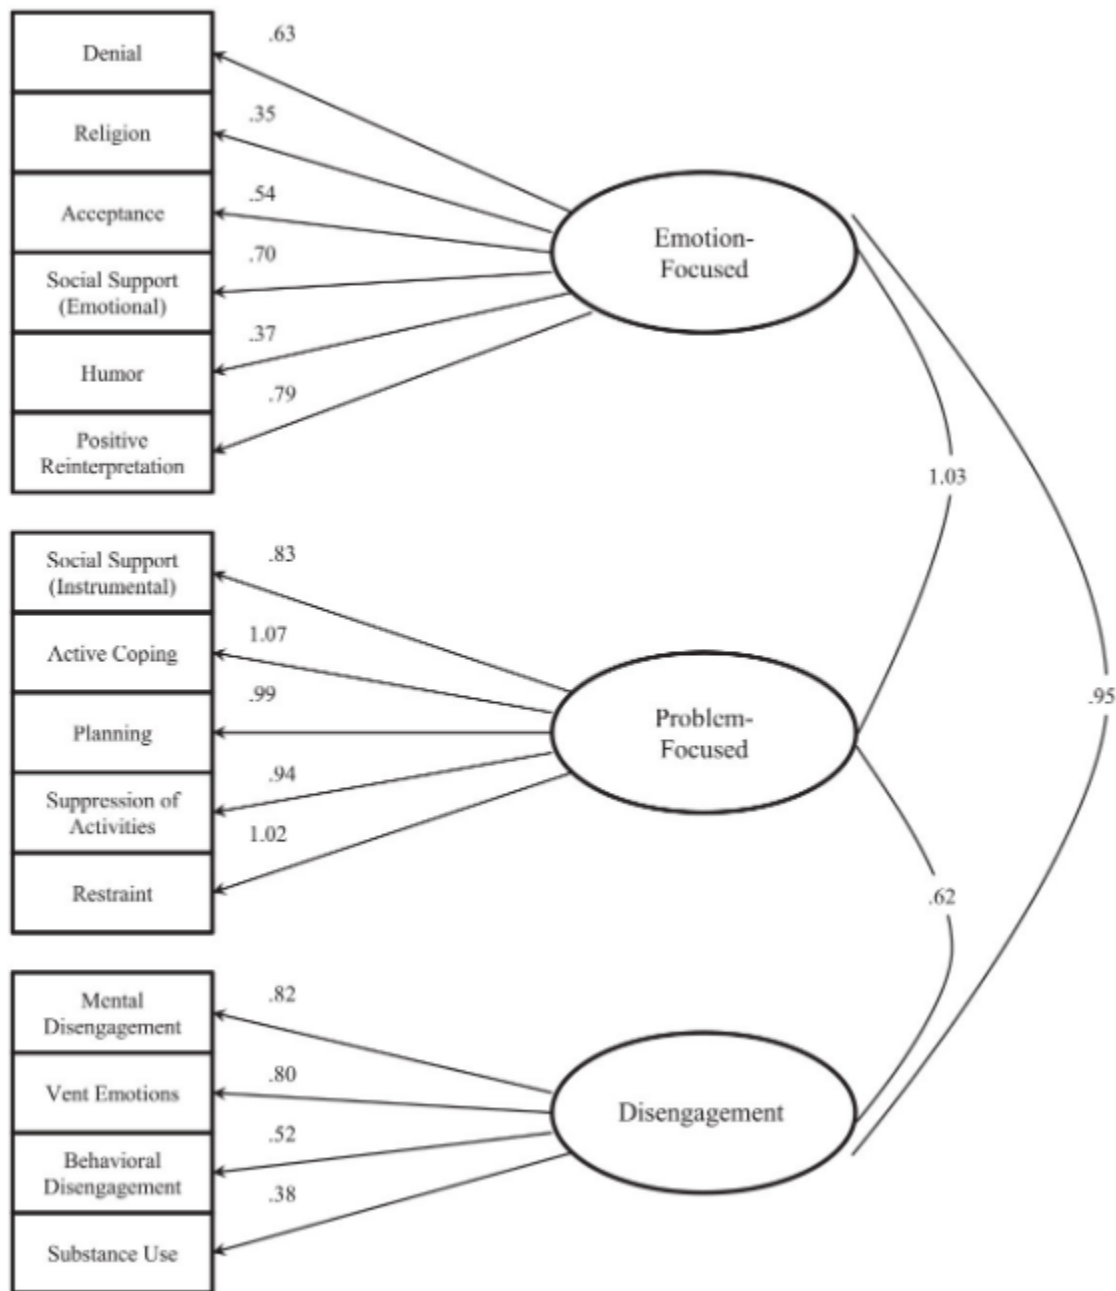 Denial
.63
Religion
.35
Acceptance
.54
Social Support
(Emotional)
.70
Humor
.37
Positive
Reinterpretation
.79
Emotion-
Focused
1.03
Social Support
(Instrumental)
.83
Active Coping
1.07
Planning
.99
Suppression of
Activities
.94
Restraint
1.02
Problem-
Focused
.95
.62
Mental
Disengagement
.82
Vent Emotions
.80
Behavioral
Disengagement
.52
Substance Use
.38
Disengagement